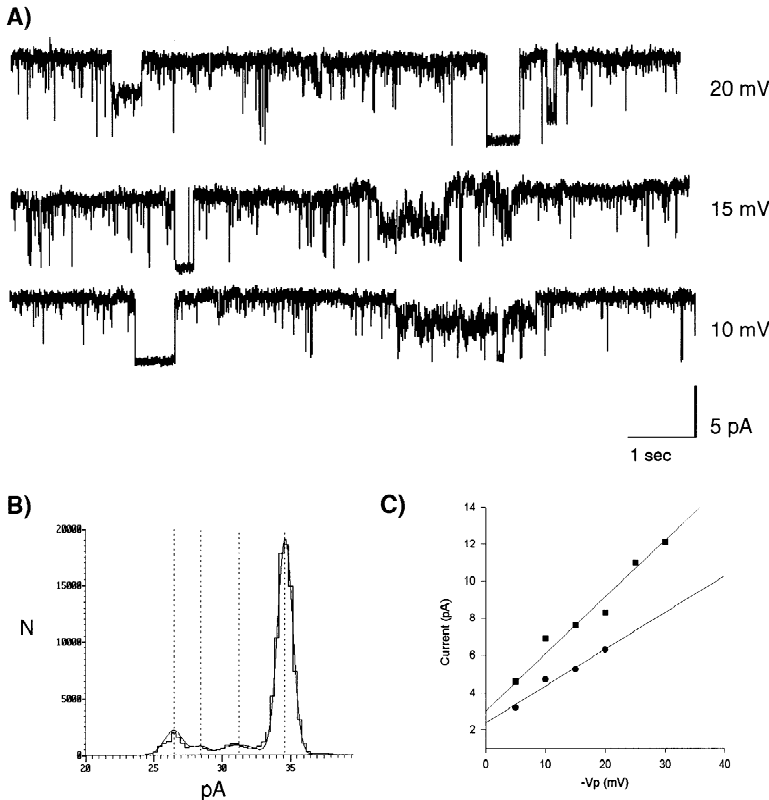 A)
20 mV
15 mV
10 mV
5 pA
1 sec
B)
20000
15000
10000
5000
0
N
20 25 30 35
pA
C)
14
12
10
8
6
4
2
Current (pA)
0 10 20 30 40
-Vp (mV)